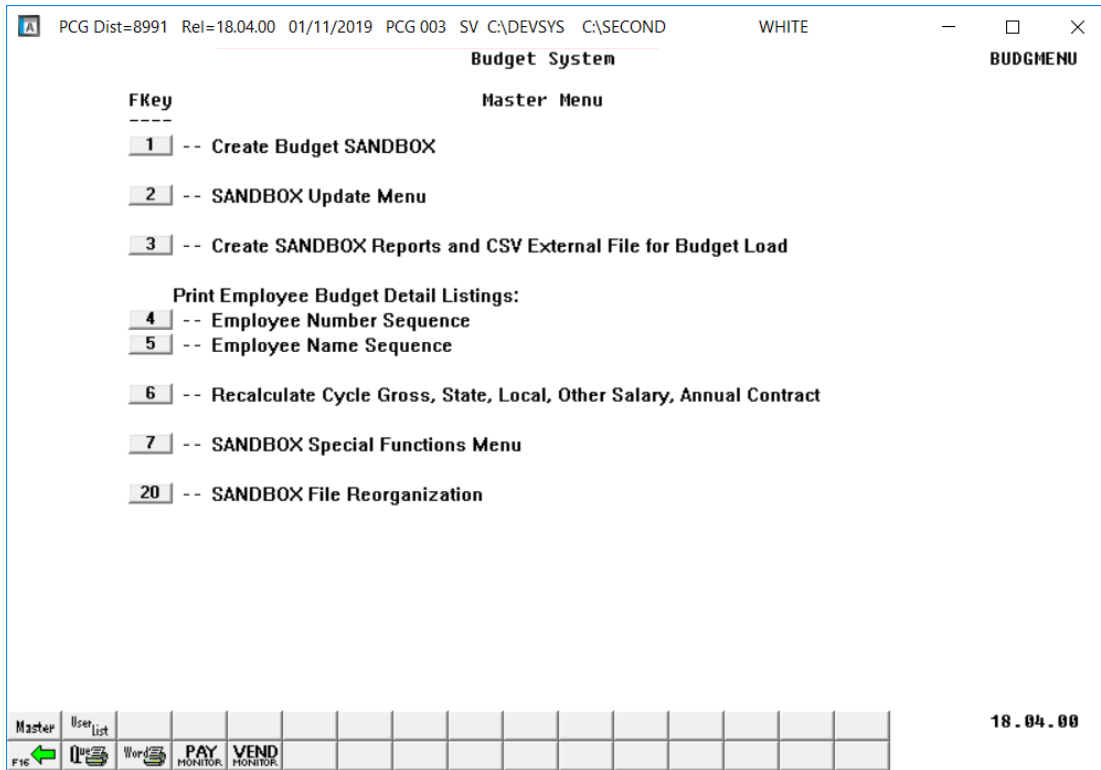 A PCG Dist=8991 Rel=18.04.00 01/11/2019 PCG 003 SV C:\DEVSYS C:\SECOND WHITE
Budget System BUDGMENU
FKey Master Menu
----
1 -- Create Budget SANDBOX
2 -- SANDBOX Update Menu
3 -- Create SANDBOX Reports and CSV External File for Budget Load
Print Employee Budget Detail Listings:
4 -- Employee Number Sequence
5 -- Employee Name Sequence
6 -- Recalculate Cycle Gross, State, Local, Other Salary, Annual Contract
7 -- SANDBOX Special Functions Menu
20 -- SANDBOX File Reorganization
Master User List 18.04.00
F16 Que Word PAY MONITOR VEND MONITOR